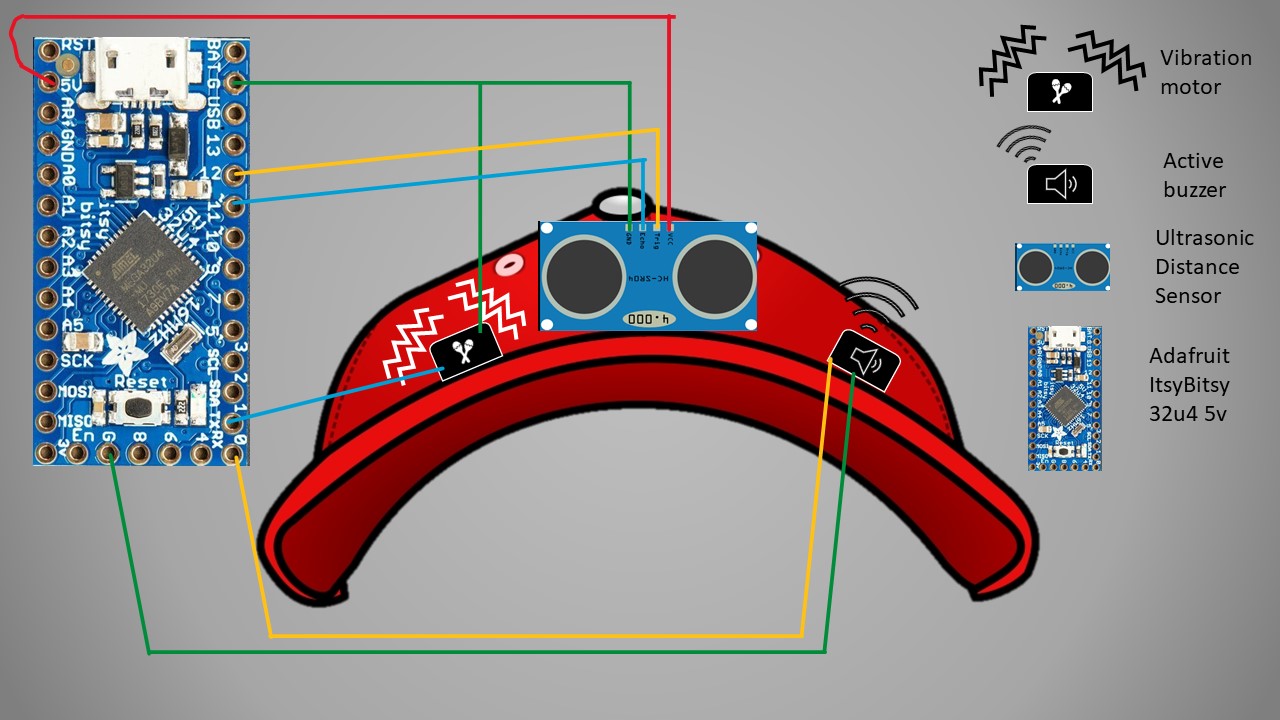 RST
5V
ARf
GND
A0
A1
A2
A3
A4
A5
SCK
MOSI
MISO
3V
En
G
8
6
4
BAT
G
USB
13
12
11
10
9
7
5
3
SCL
2
SDA
1
TX
RX
0
itsy
bitsy
5V
32U4
16MHz
Reset
GND
Echo
Trig
VCC
HC-SR04
4.000
Vibration
motor
Active
buzzer
Ultrasonic
Distance
Sensor
Adafruit
ItsyBitsy
32u4 5v